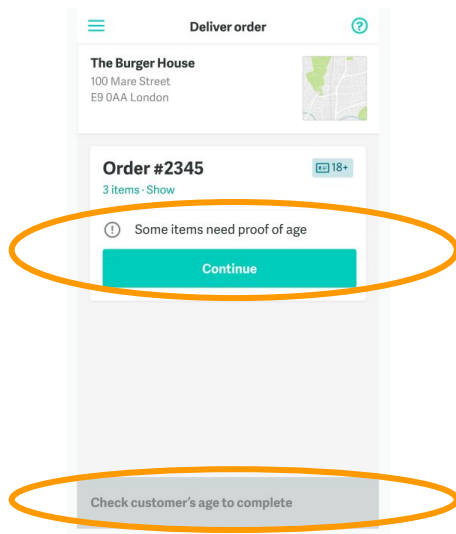 Deliver order
?
The Burger House
100 Mare Street
E9 0AA London
Order #2345
18+
3 items · Show
Some items need proof of age
Continue
Check customer's age to complete